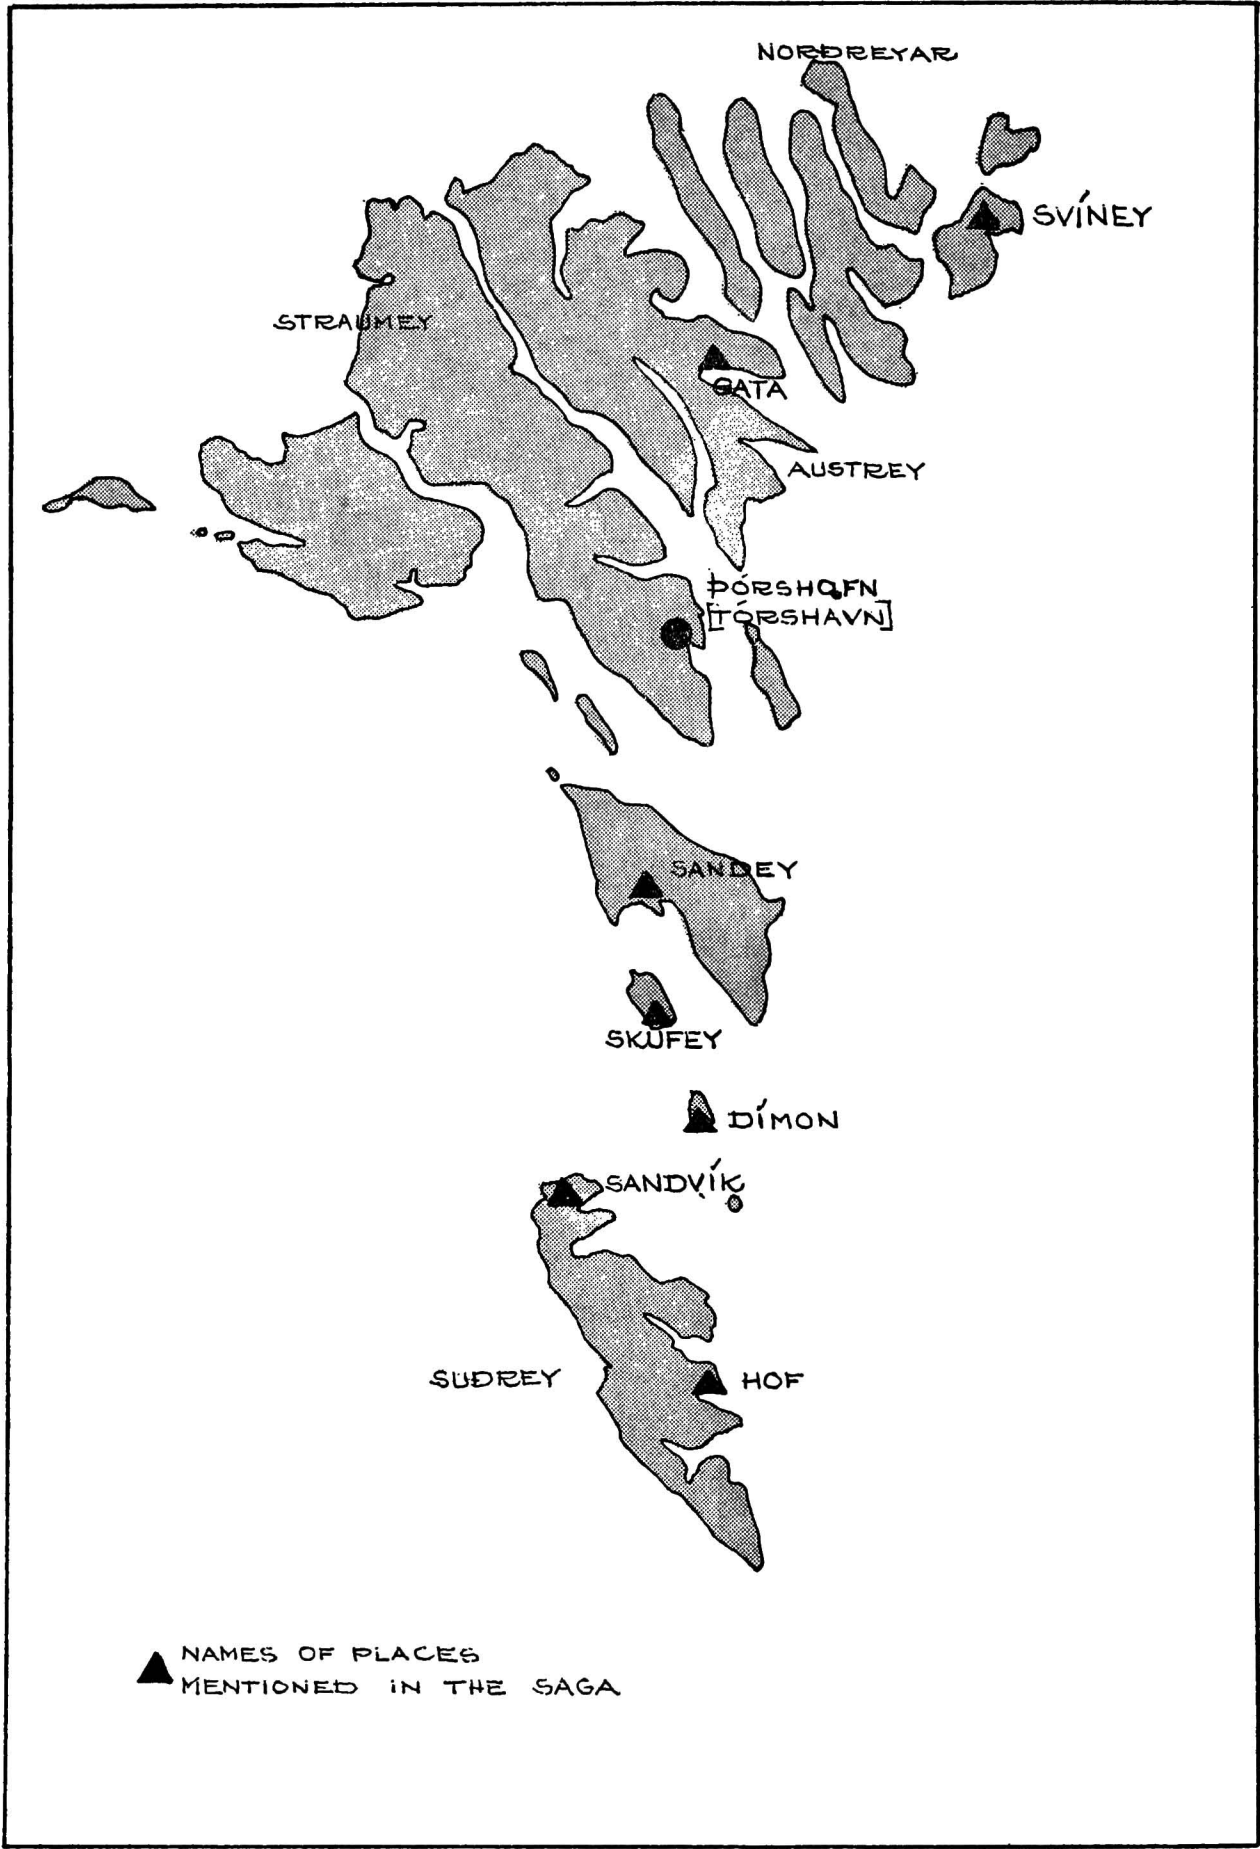 NORÐREYAR
SVÍNEY
STRAUMEY
GATA
AUSTREY
ÞÓRSHǪFN
[TÓRSHAVN]
SANDEY
SKÚFEY
DÍMON
SANDVÍK
SUÐREY
HOF
NAMES OF PLACES
MENTIONED IN THE SAGA